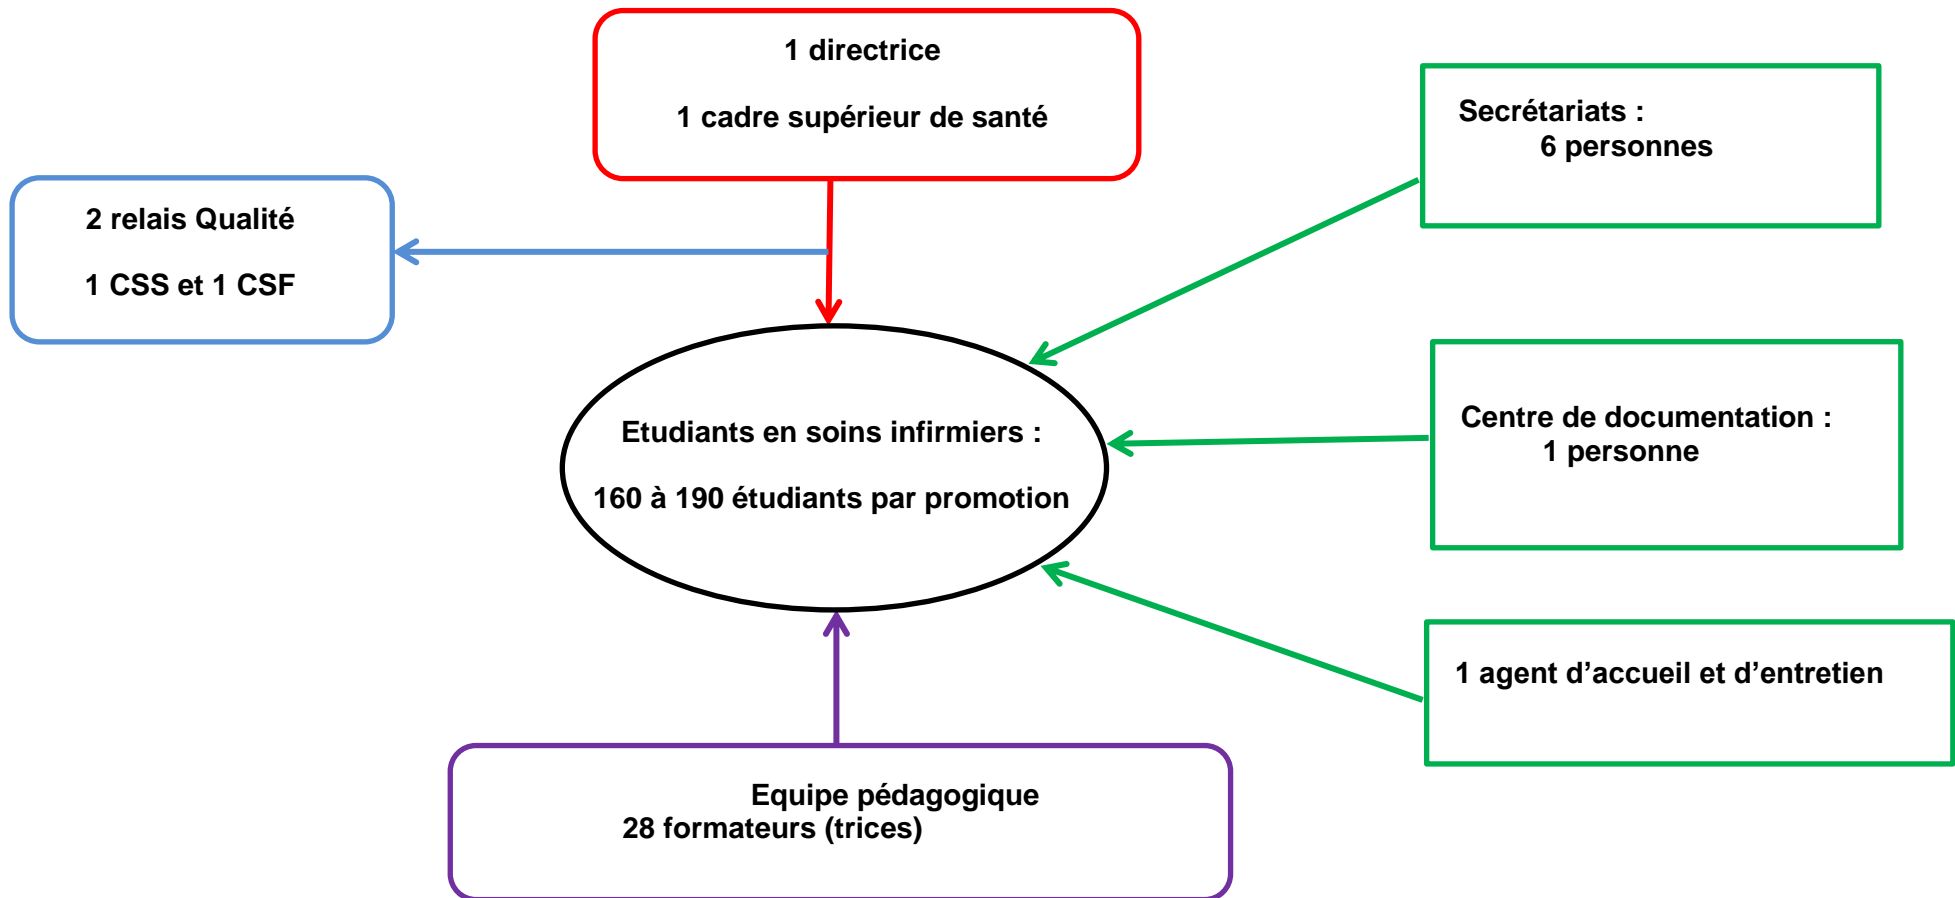 1 directrice
1 cadre supérieur de santé
Secrétariats :
6 personnes
2 relais Qualité
1 CSS et 1 CSF
Etudiants en soins infirmiers :
160 à 190 étudiants par promotion
Centre de documentation :
1 personne
1 agent d’accueil et d’entretien
Equipe pédagogique
28 formateurs (trices)